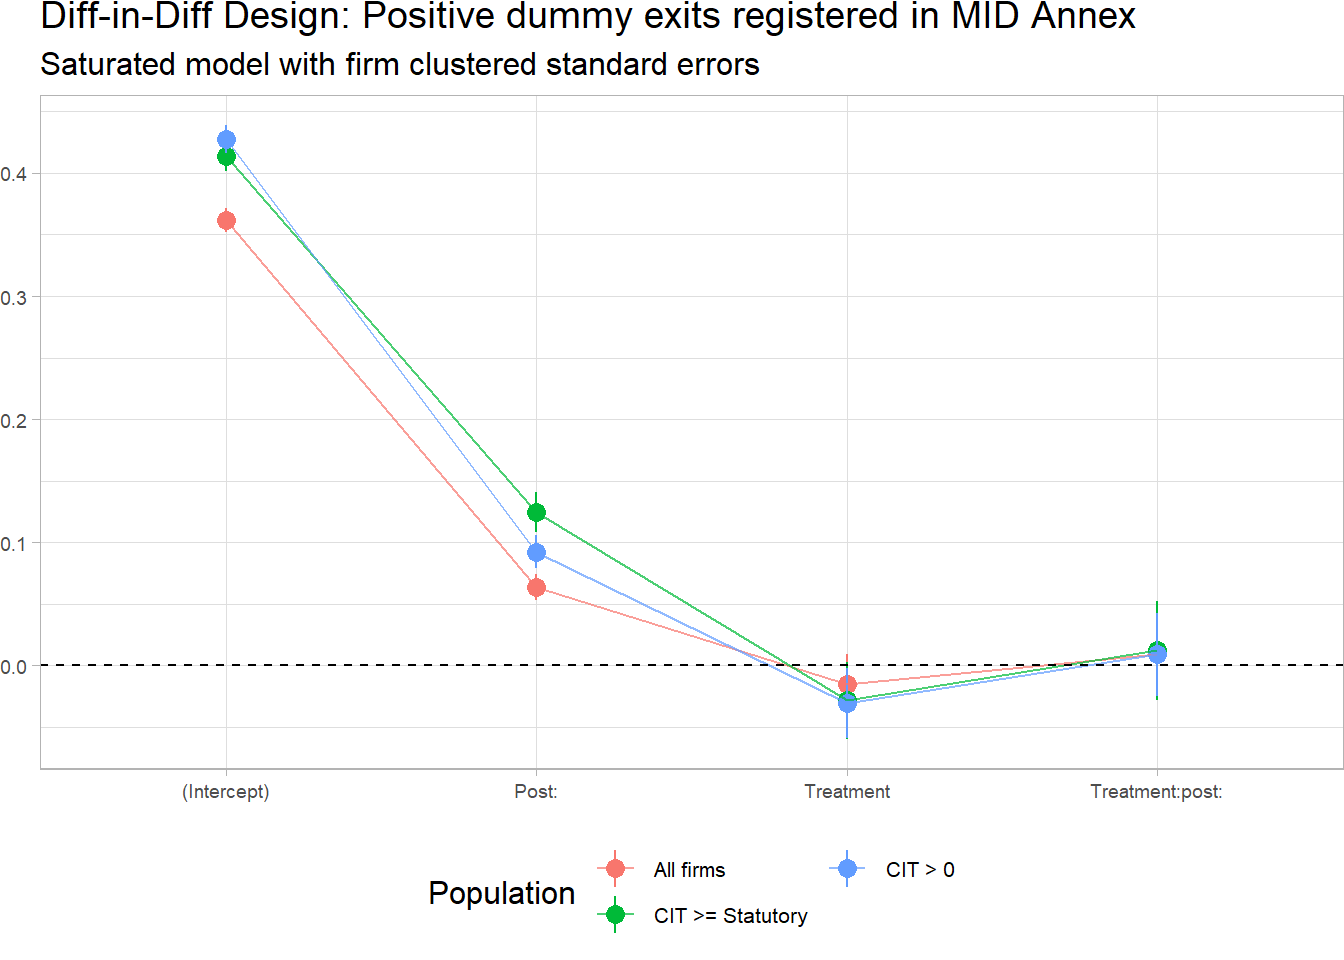 Diff-in-Diff Design: Positive dummy exits registered in MID Annex
Saturated model with firm clustered standard errors
0.4
0.3
0.2
0.1
0.0
(Intercept)
Post:
Treatment
Treatment:post:
Population
All firms
CIT > 0
CIT >= Statutory